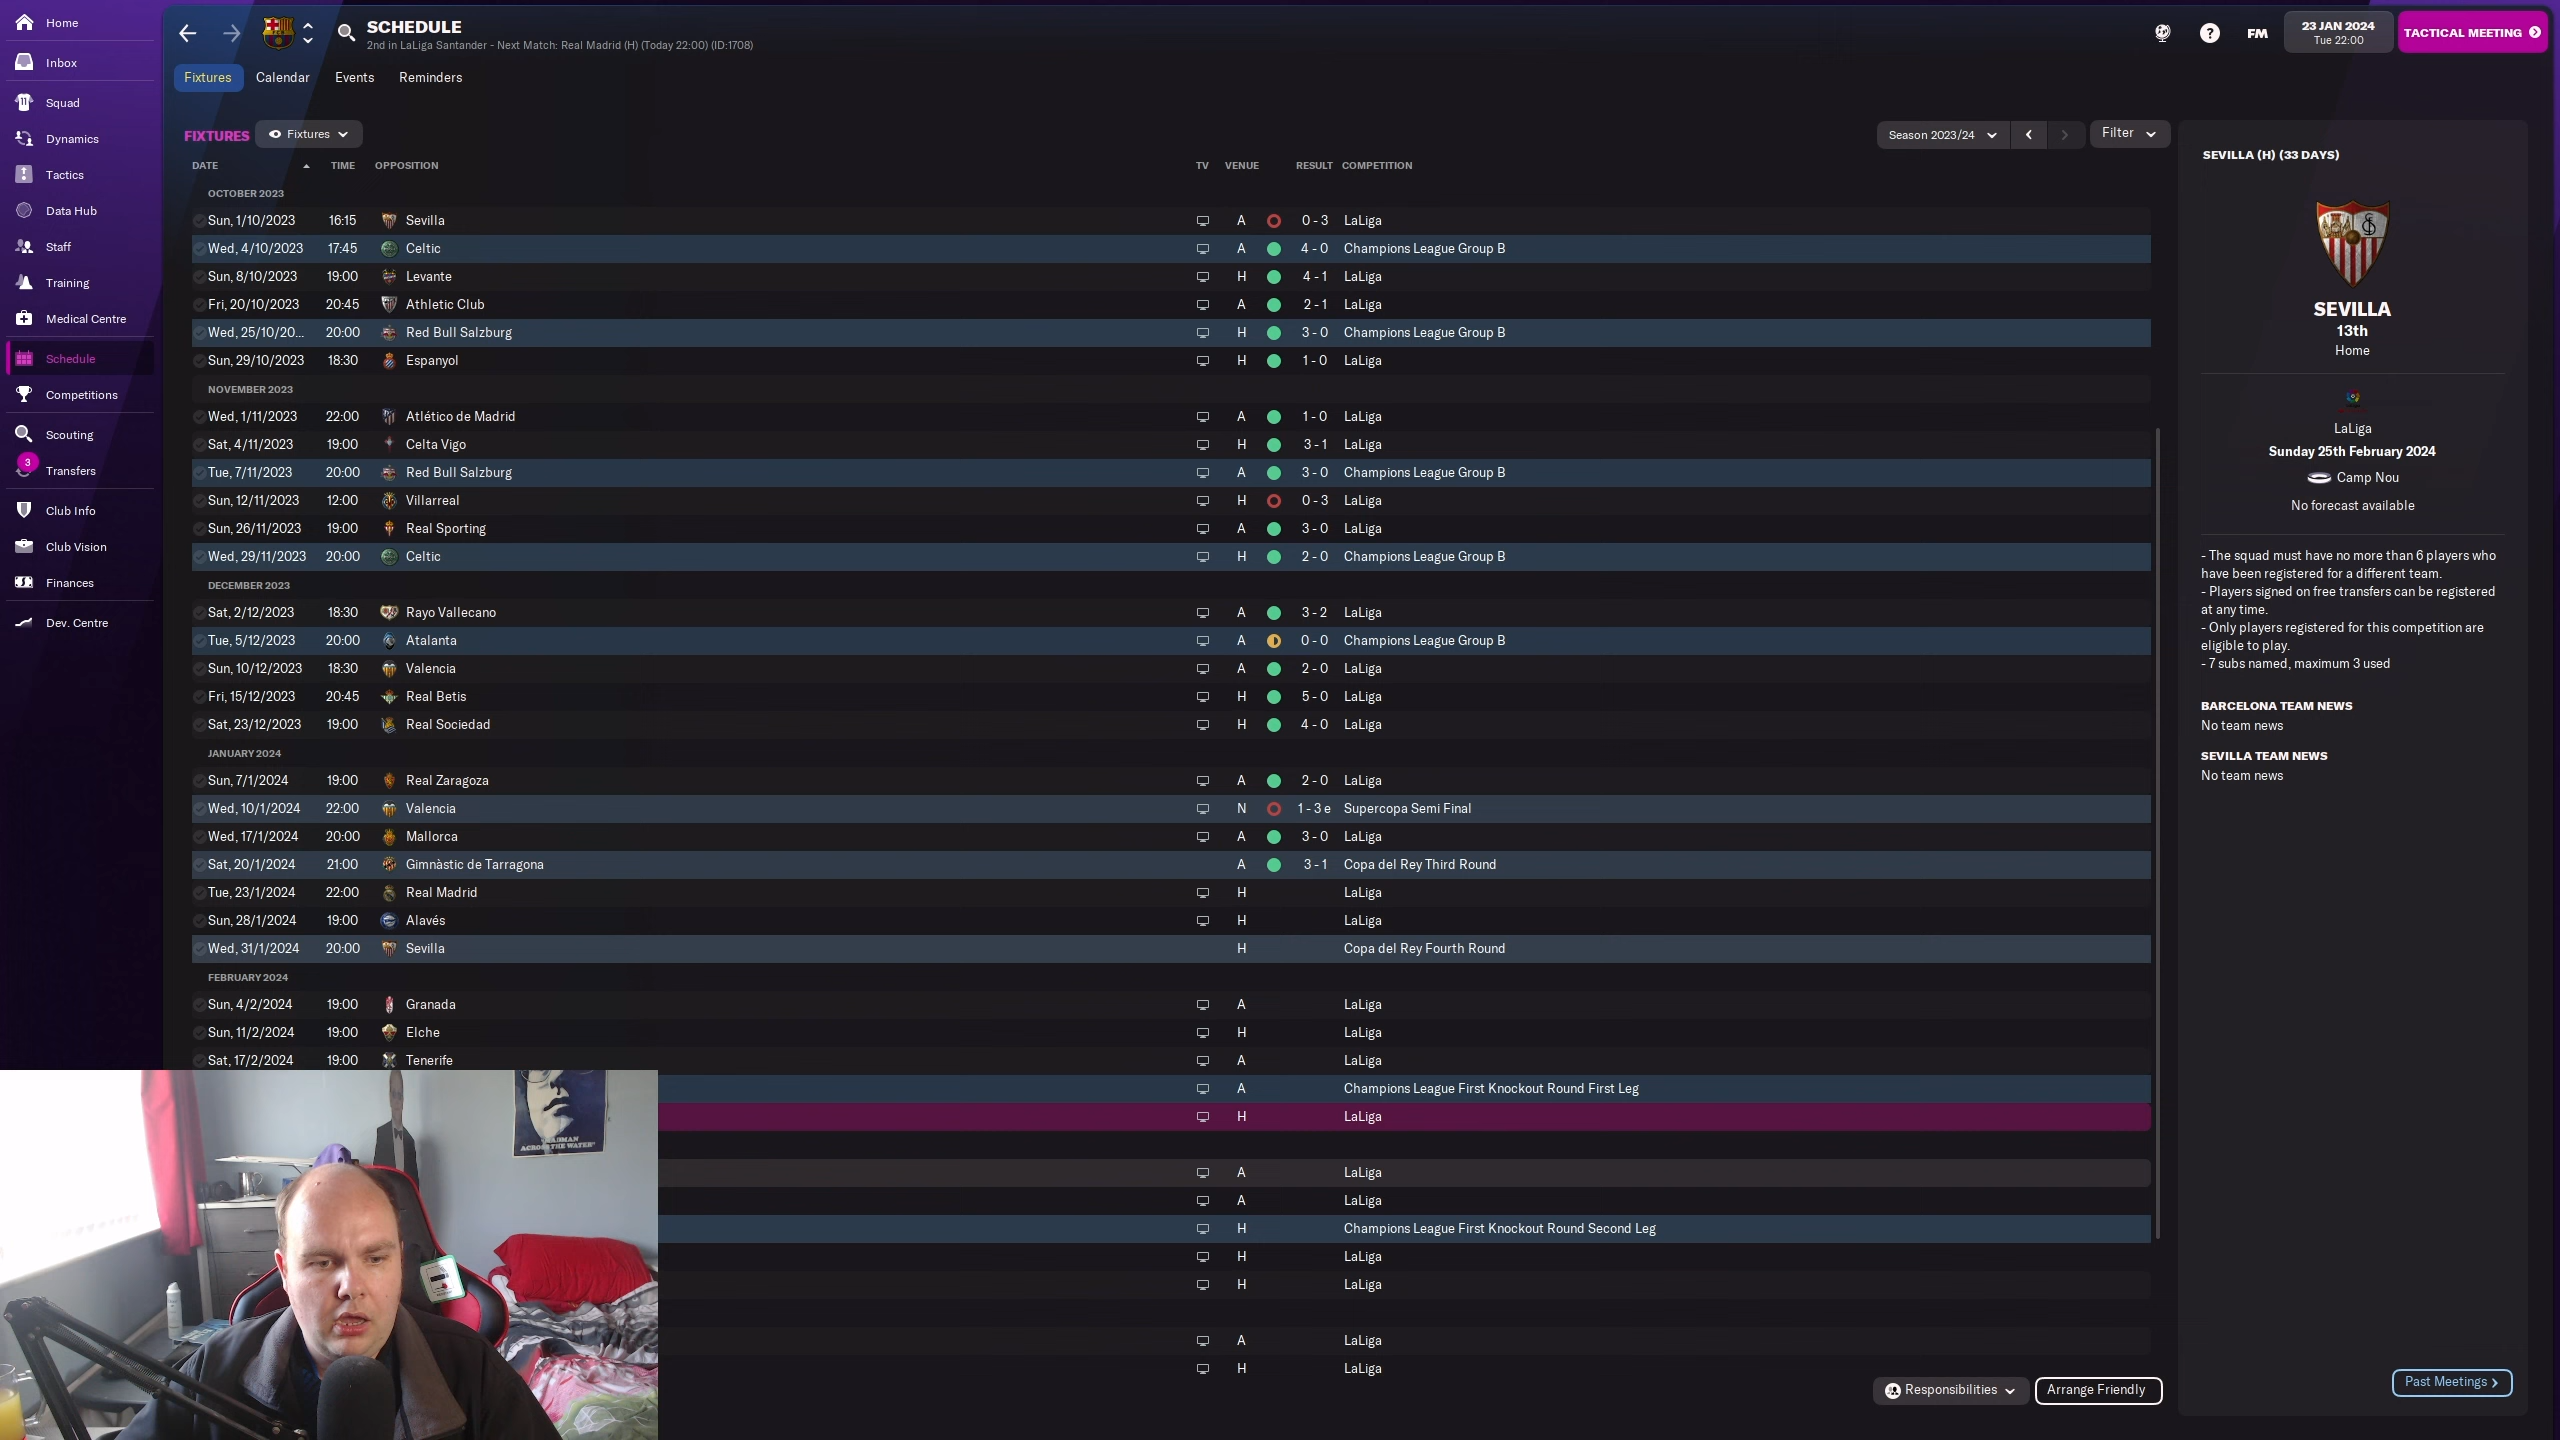 Home
Inbox
Squad
Dynamics
Tactics
Data Hub
Staff
Training
Medical Centre
Schedule
Competitions
Scouting
3
Transfers
Club Info
Club Vision
Finances
Dev. Centre
SCHEDULE
2nd in LaLiga Santander - Next Match: Real Madrid (H) (Today 22:00) (ID:1708)
FM
23 JAN 2024
Tue 22:00
TACTICAL MEETING
Fixtures Calendar Events Reminders
FIXTURES Fixtures Season 2023/24 Filter
DATE TIME OPPOSITION TV VENUE RESULT COMPETITION
OCTOBER 2023
Sun, 1/10/2023 16:15 Sevilla A 0 - 3 LaLiga
Wed, 4/10/2023 17:45 Celtic A 4 - 0 Champions League Group B
Sun, 8/10/2023 19:00 Levante H 4 - 1 LaLiga
Fri, 20/10/2023 20:45 Athletic Club A 2 - 1 LaLiga
Wed, 25/10/20... 20:00 Red Bull Salzburg H 3 - 0 Champions League Group B
Sun, 29/10/2023 18:30 Espanyol H 1 - 0 LaLiga
NOVEMBER 2023
Wed, 1/11/2023 22:00 Atlético de Madrid A 1 - 0 LaLiga
Sat, 4/11/2023 19:00 Celta Vigo H 3 - 1 LaLiga
Tue, 7/11/2023 20:00 Red Bull Salzburg A 3 - 0 Champions League Group B
Sun, 12/11/2023 12:00 Villarreal H 0 - 3 LaLiga
Sun, 26/11/2023 19:00 Real Sporting A 3 - 0 LaLiga
Wed, 29/11/2023 20:00 Celtic H 2 - 0 Champions League Group B
DECEMBER 2023
Sat, 2/12/2023 18:30 Rayo Vallecano A 3 - 2 LaLiga
Tue, 5/12/2023 20:00 Atalanta A 0 - 0 Champions League Group B
Sun, 10/12/2023 18:30 Valencia A 2 - 0 LaLiga
Fri, 15/12/2023 20:45 Real Betis H 5 - 0 LaLiga
Sat, 23/12/2023 19:00 Real Sociedad H 4 - 0 LaLiga
JANUARY 2024
Sun, 7/1/2024 19:00 Real Zaragoza A 2 - 0 LaLiga
Wed, 10/1/2024 22:00 Valencia N 1 - 3 e Supercopa Semi Final
Wed, 17/1/2024 20:00 Mallorca A 3 - 0 LaLiga
Sat, 20/1/2024 21:00 Gimnàstic de Tarragona A 3 - 1 Copa del Rey Third Round
Tue, 23/1/2024 22:00 Real Madrid H LaLiga
Sun, 28/1/2024 19:00 Alavés H LaLiga
Wed, 31/1/2024 20:00 Sevilla H Copa del Rey Fourth Round
FEBRUARY 2024
Sun, 4/2/2024 19:00 Granada A LaLiga
Sun, 11/2/2024 19:00 Elche H LaLiga
Sat, 17/2/2024 19:00 Tenerife A LaLiga
A Champions League First Knockout Round First Leg
H LaLiga
A LaLiga
A LaLiga
H Champions League First Knockout Round Second Leg
H LaLiga
H LaLiga
A LaLiga
H LaLiga
Responsibilities Arrange Friendly
SEVILLA (H) (33 DAYS)
SEVILLA
13th
Home
LaLiga
Sunday 25th February 2024
Camp Nou
No forecast available
- The squad must have no more than 6 players who
have been registered for a different team.
- Players signed on free transfers can be registered
at any time.
- Only players registered for this competition are
eligible to play.
- 7 subs named, maximum 3 used
BARCELONA TEAM NEWS
No team news
SEVILLA TEAM NEWS
No team news
Past Meetings
MADMAN
ACROSS THE WATER